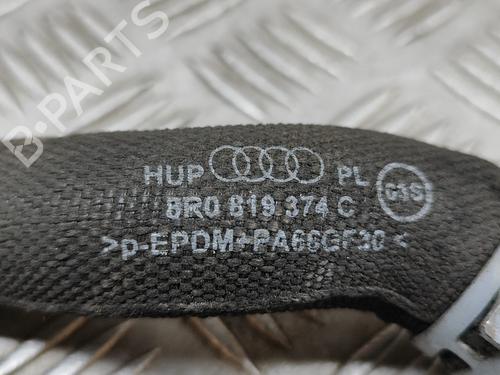 B-PARTS
HUP PL
8R0 819 374 C
>p-EPDM+PA66GF30<